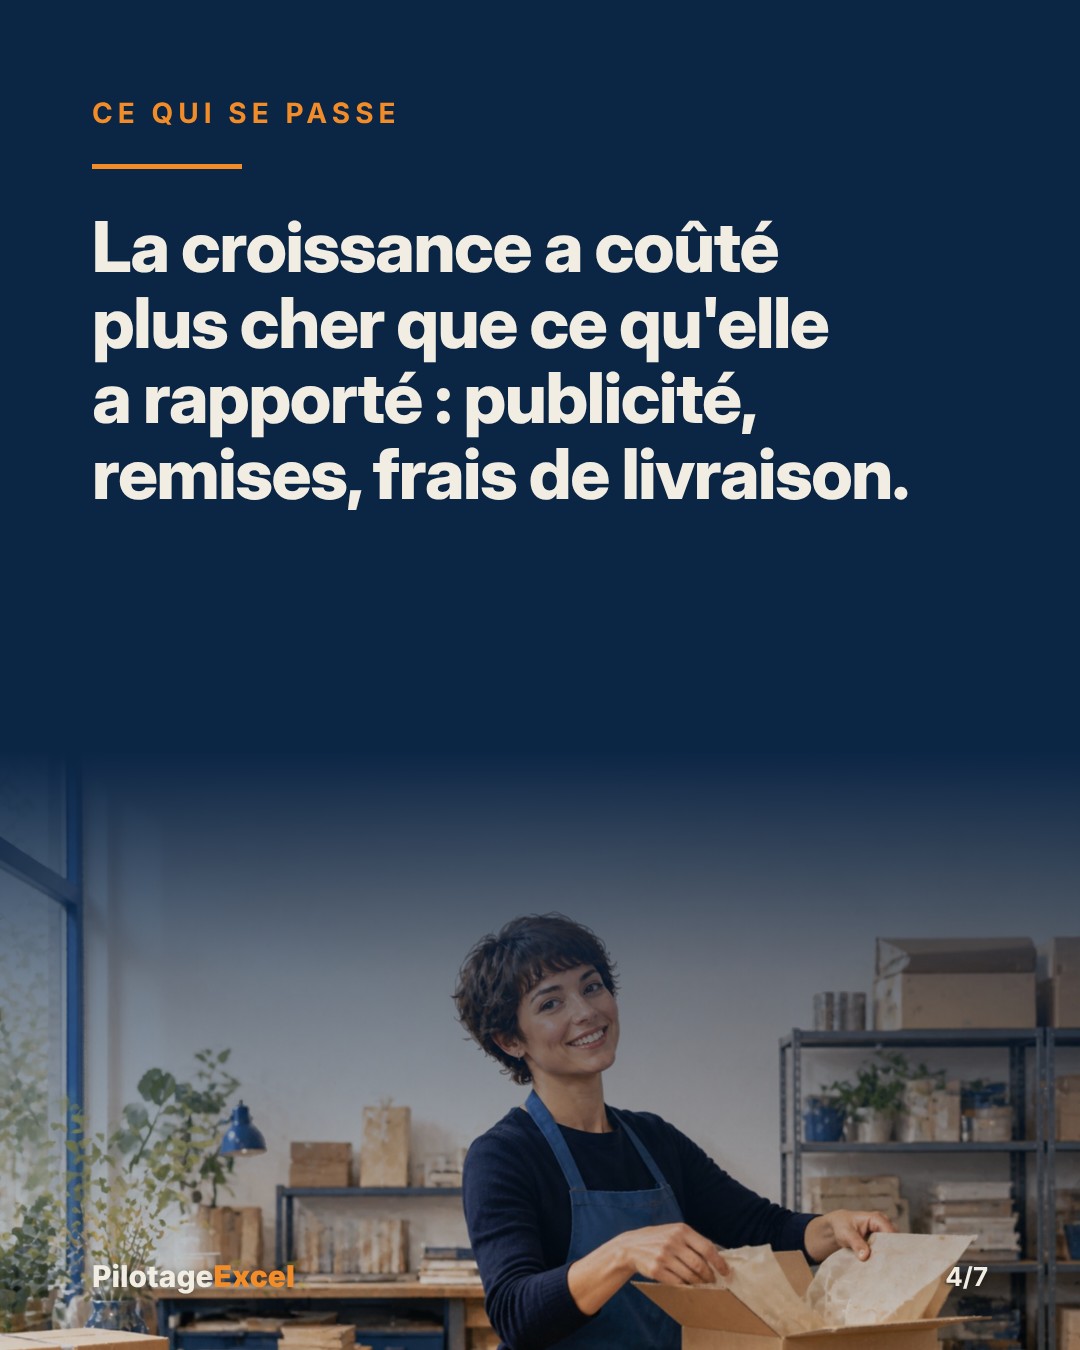 CE QUI SE PASSE
La croissance a coûté
plus cher que ce qu'elle
a rapporté : publicité,
remises, frais de livraison.
PilotageExcel
4/7